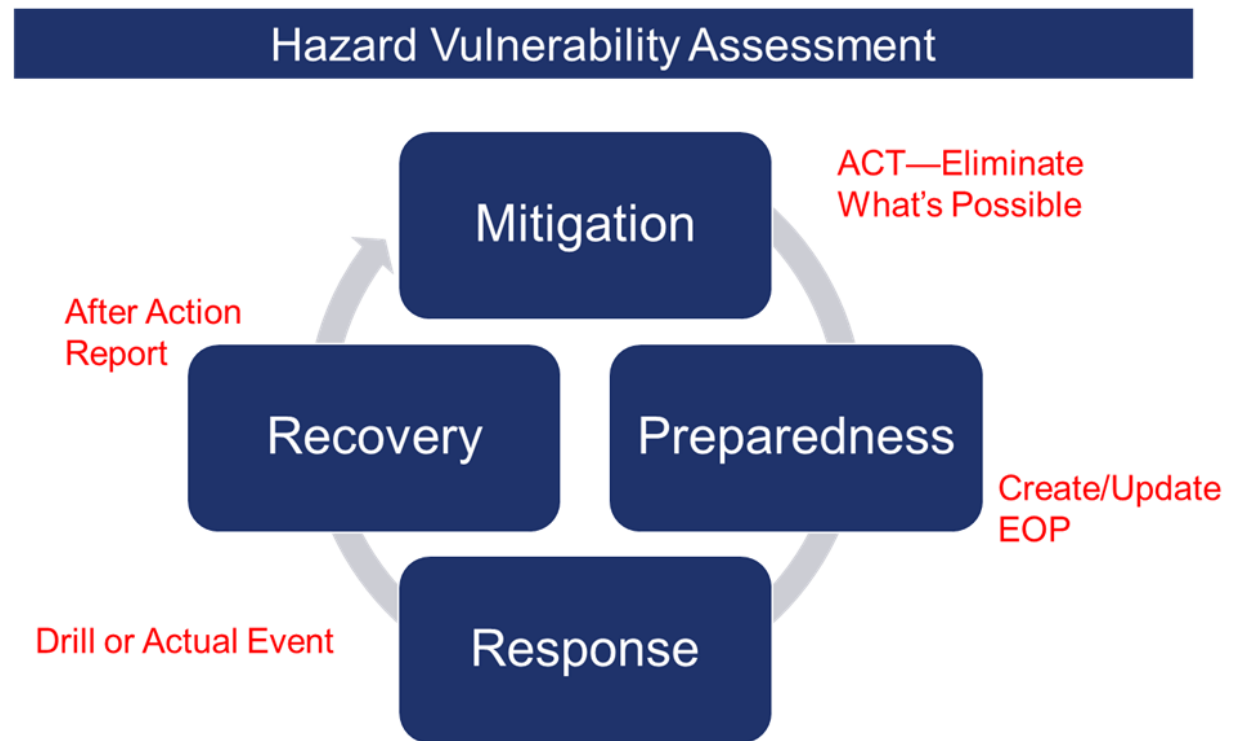 Hazard Vulnerability Assessment
Mitigation
ACT—Eliminate
What's Possible
After Action
Report
Recovery
Preparedness
Create/Update
EOP
Drill or Actual Event
Response